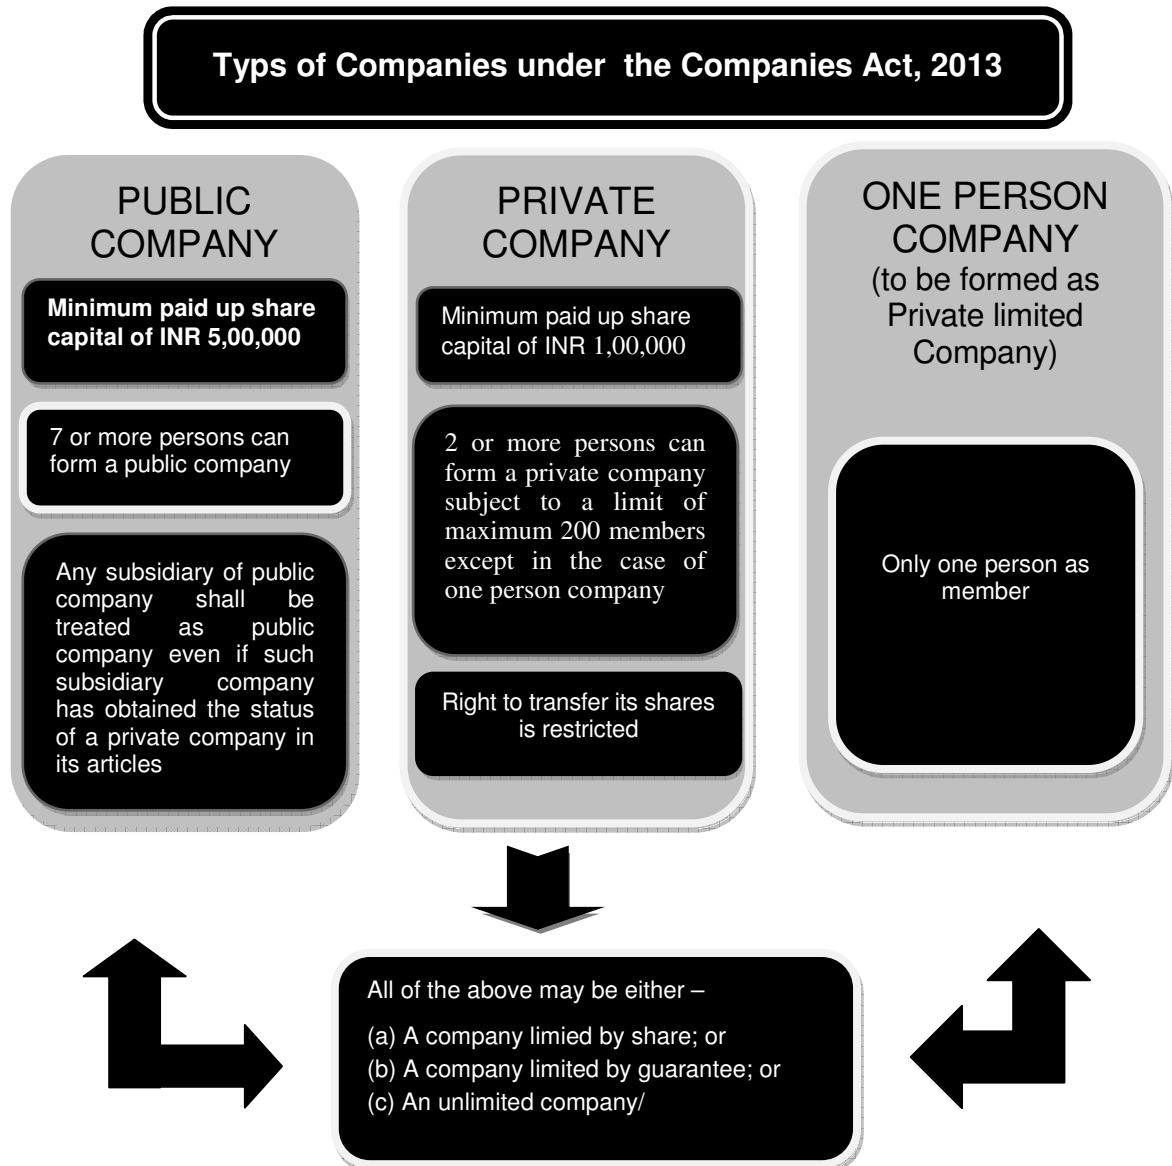 Typs of Companies under the Companies Act, 2013
PUBLIC
COMPANY
Minimum paid up share
capital of INR 5,00,000
7 or more persons can
form a public company
Any subsidiary of public
company shall be
treated as public
company even if such
subsidiary company
has obtained the status
of a private company in
its articles
PRIVATE
COMPANY
Minimum paid up share
capital of INR 1,00,000
2 or more persons can
form a private company
subject to a limit of
maximum 200 members
except in the case of
one person company
Right to transfer its shares
is restricted
ONE PERSON
COMPANY
(to be formed as
Private limited
Company)
Only one person as
member
All of the above may be either –
(a) A company limied by share; or
(b) A company limited by guarantee; or
(c) An unlimited company/